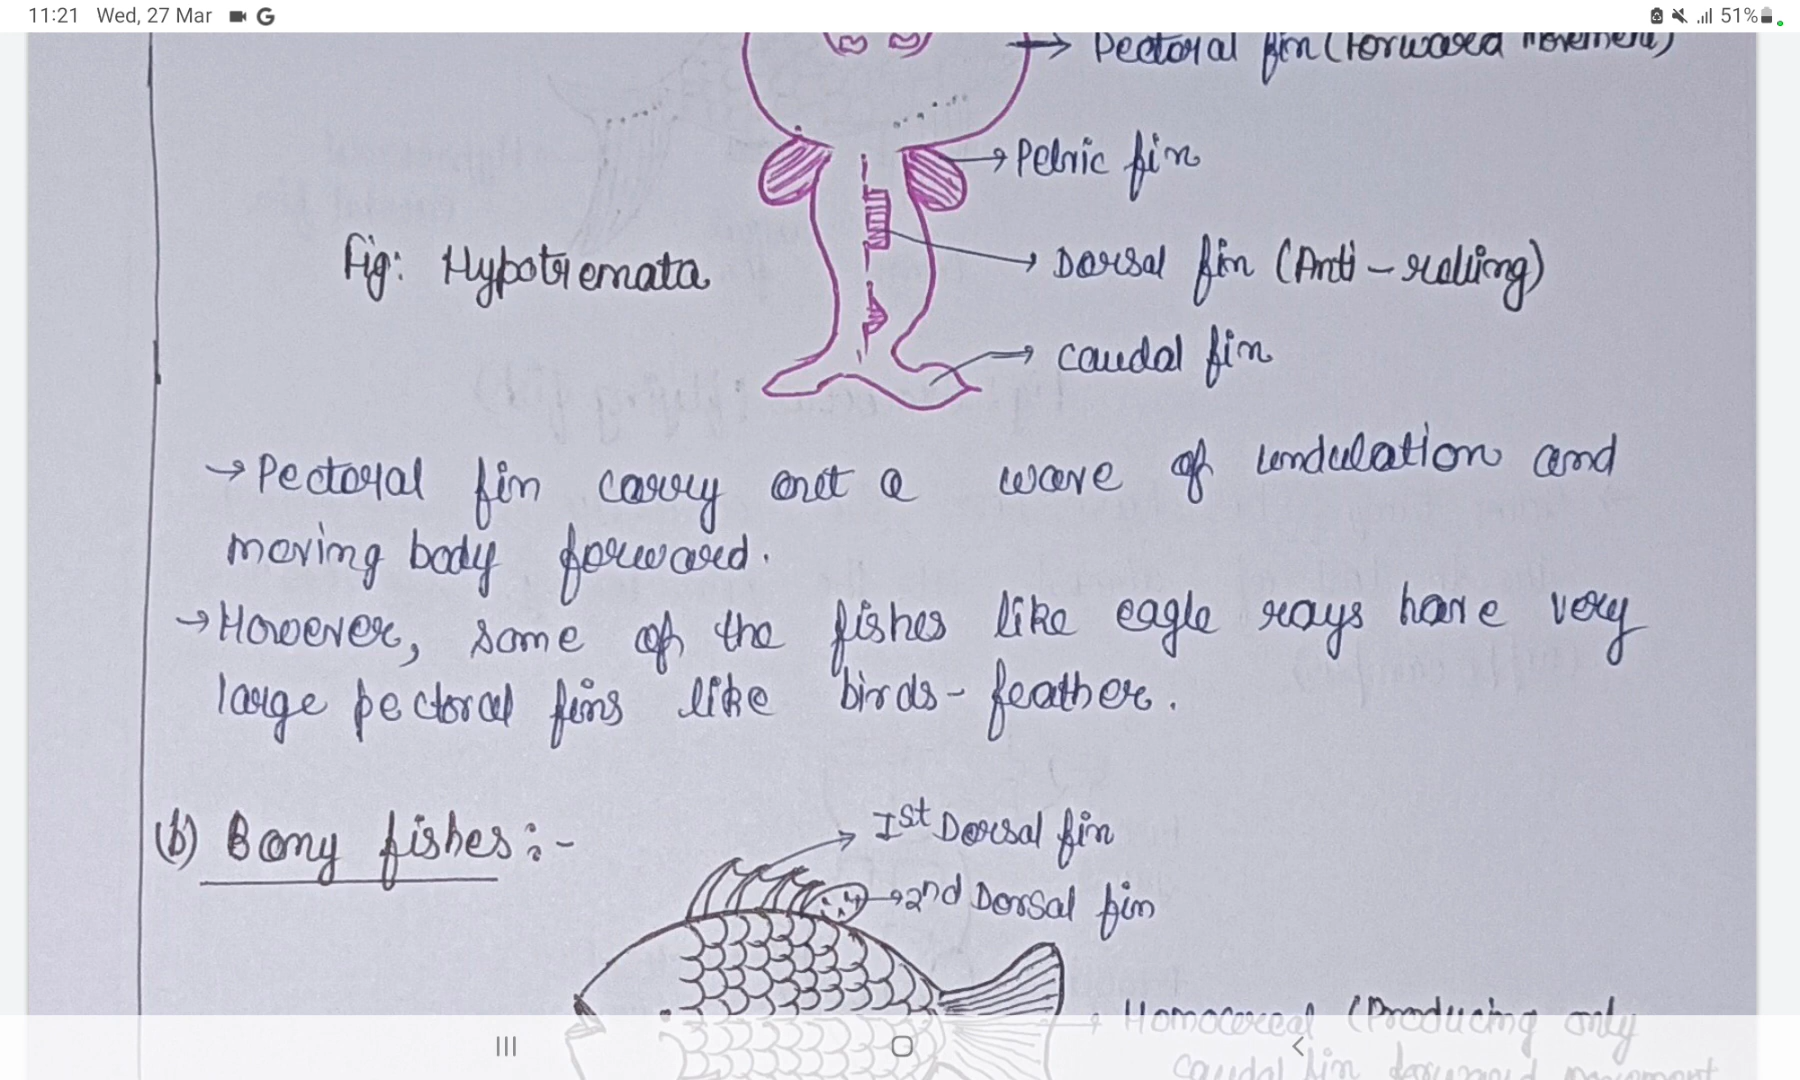 11:21 Wed, 27 Mar
51%
Pectoral fin (forward movement)
Pelvic fin
Fig: Hypotremata
Dorsal fin (Anti-rolling)
caudal fin
→ Pectoral fin carry out a wave of undulation and
moving body forward.
→ However, some of the fishes like eagle rays have very
large pectoral fins like birds-feather.
(b) Bony fishes:-
Ist Dorsal fin
2nd Dorsal fin
Homocercal (Producing only
caudal fin forward movement